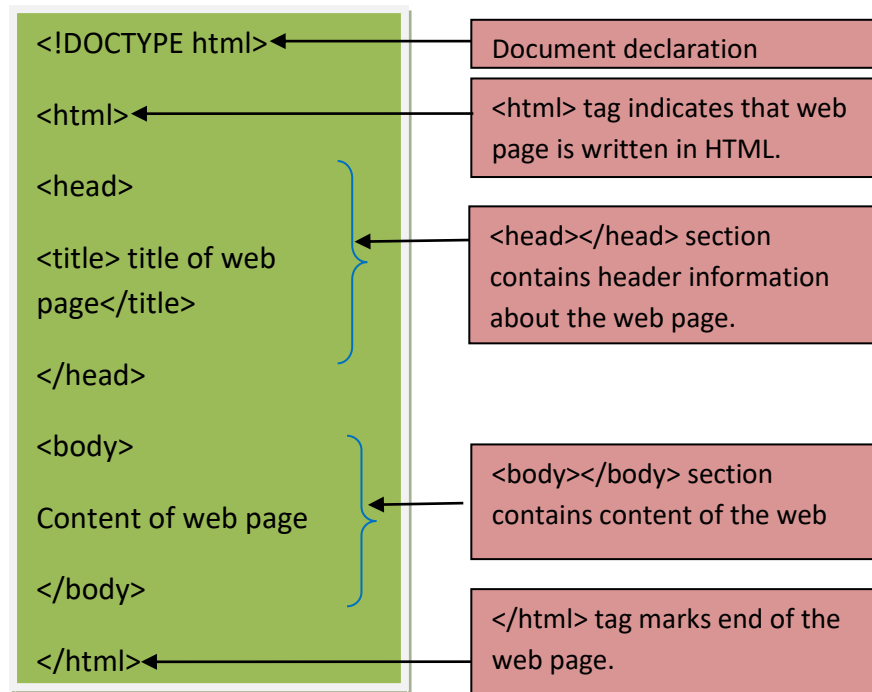 <!DOCTYPE html>
<html>
<head>
<title> title of web
page</title>
</head>
<body>
Content of web page
</body>
</html>
Document declaration
<html> tag indicates that web
page is written in HTML.
<head></head> section
contains header information
about the web page.
<body></body> section
contains content of the web
</html> tag marks end of the
web page.